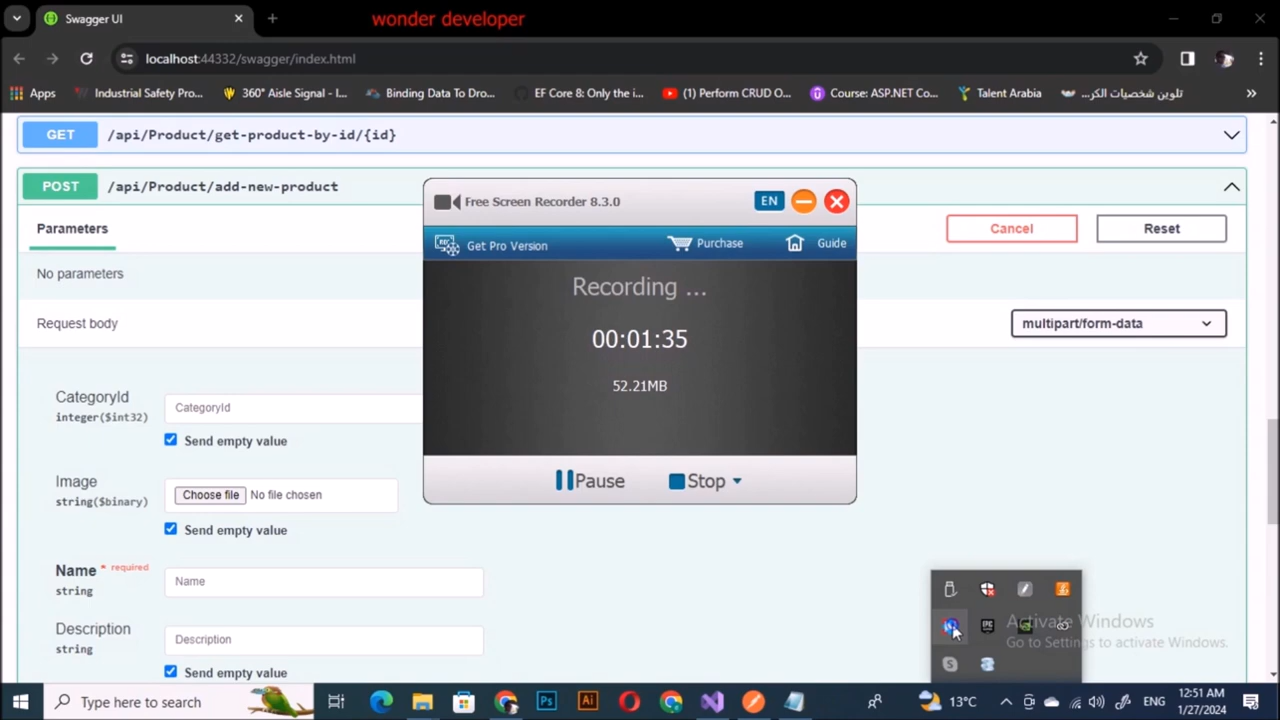 Swagger UI
wonder developer
localhost:44332/swagger/index.html
Apps
Industrial Safety Pro...
360° Aisle Signal - I...
Binding Data To Dro...
EF Core 8: Only the i...
(1) Perform CRUD O...
Course: ASP.NET Co...
Talent Arabia
تلوين شخصيات الكر...
GET /api/Product/get-product-by-id/{id}
POST /api/Product/add-new-product
Parameters
Cancel
Reset
No parameters
Request body
multipart/form-data
CategoryId
integer($int32)
CategoryId
Send empty value
Image
string($binary)
Choose file No file chosen
Send empty value
Name * required
string
Name
Description
string
Description
Send empty value
Free Screen Recorder 8.3.0
EN
Get Pro Version
Purchase
Guide
Recording ...
00:01:35
52.21MB
Pause
Stop
Activate Windows
Go to Settings to activate Windows.
Type here to search
Ps
Ai
13°C
ENG
12:51 AM
1/27/2024